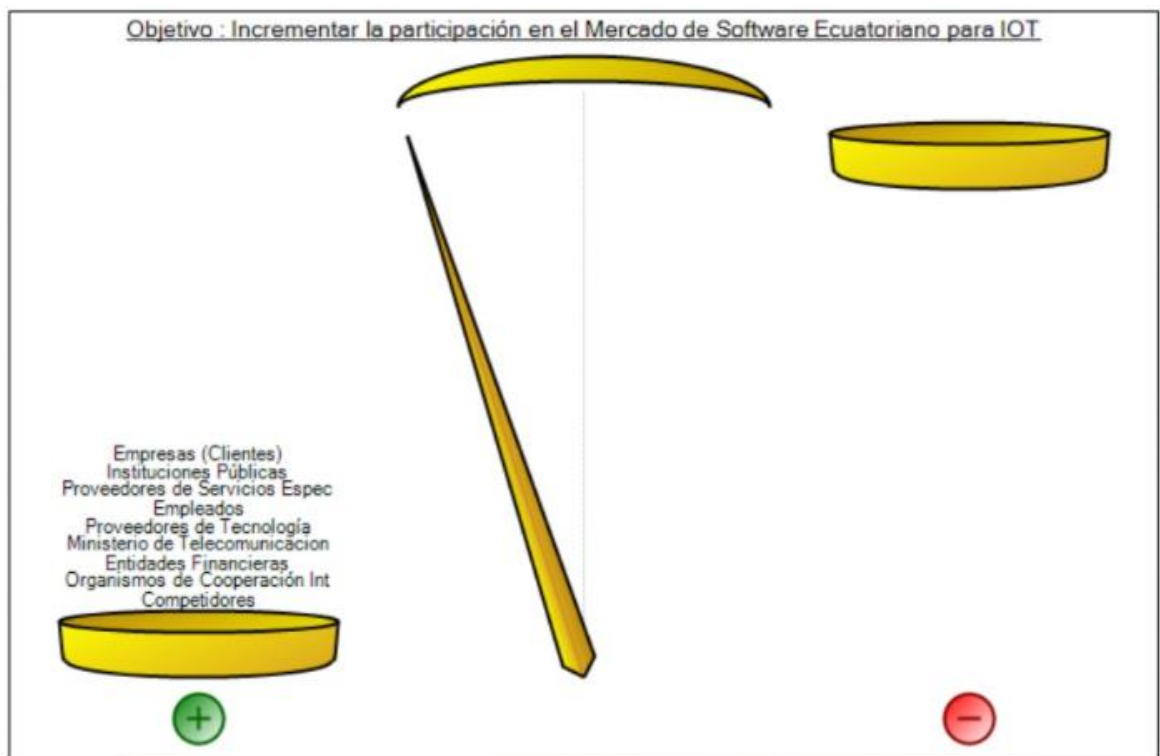 Objetivo : Incrementar la participación en el Mercado de Software Ecuatoriano para IOT
Empresas (Clientes)
Instituciones Públicas
Proveedores de Servicios Espec
Empleados
Proveedores de Tecnología
Ministerio de Telecomunicacion
Entidades Financieras
Organismos de Cooperación Int
Competidores